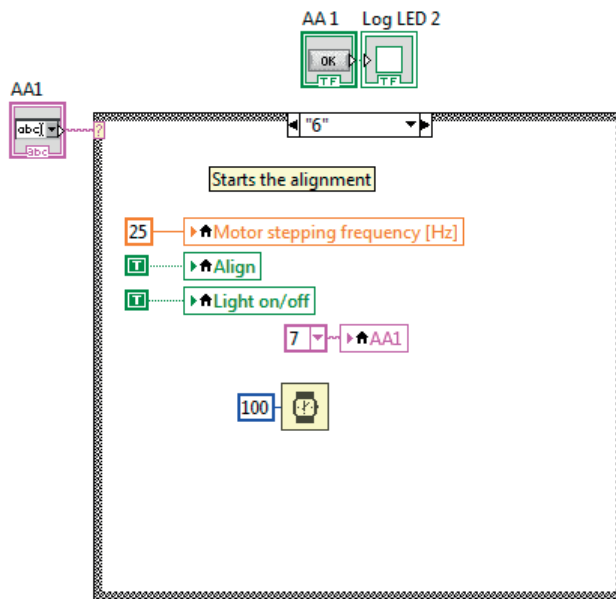 AA 1 Log LED 2
OK
TF TF
AA1
abc
abc
?
"6"
Starts the alignment
25 Motor stepping frequency [Hz]
T Align
T Light on/off
7 AA1
100